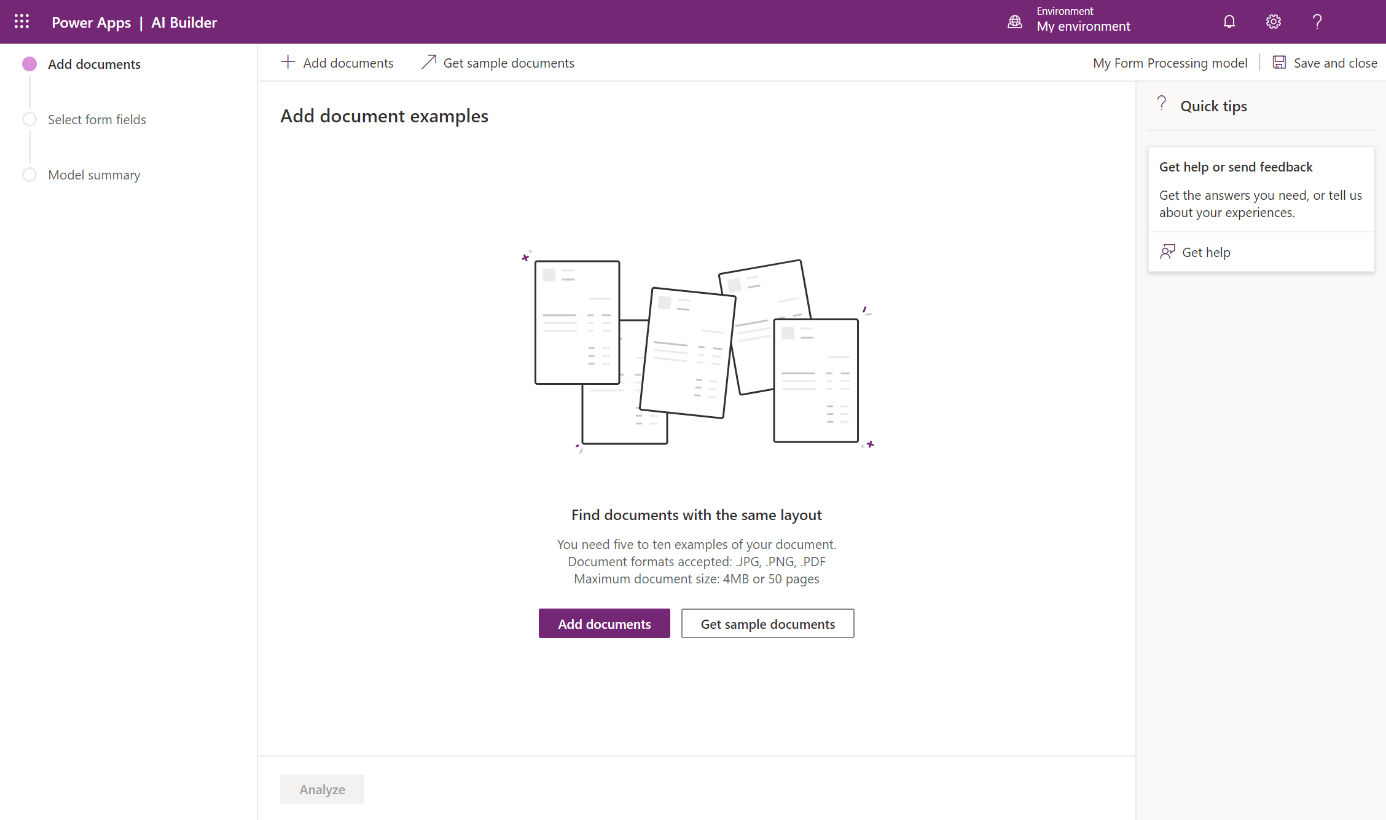 Power Apps | AI Builder
Environment
My environment
?
Add documents
Select form fields
Model summary
Add documents
Get sample documents
My Form Processing model
Save and close
Add document examples
Find documents with the same layout
You need five to ten examples of your document.
Document formats accepted: .JPG, .PNG, .PDF
Maximum document size: 4MB or 50 pages
Add documents
Get sample documents
Analyze
? Quick tips
Get help or send feedback
Get the answers you need, or tell us
about your experiences.
Get help